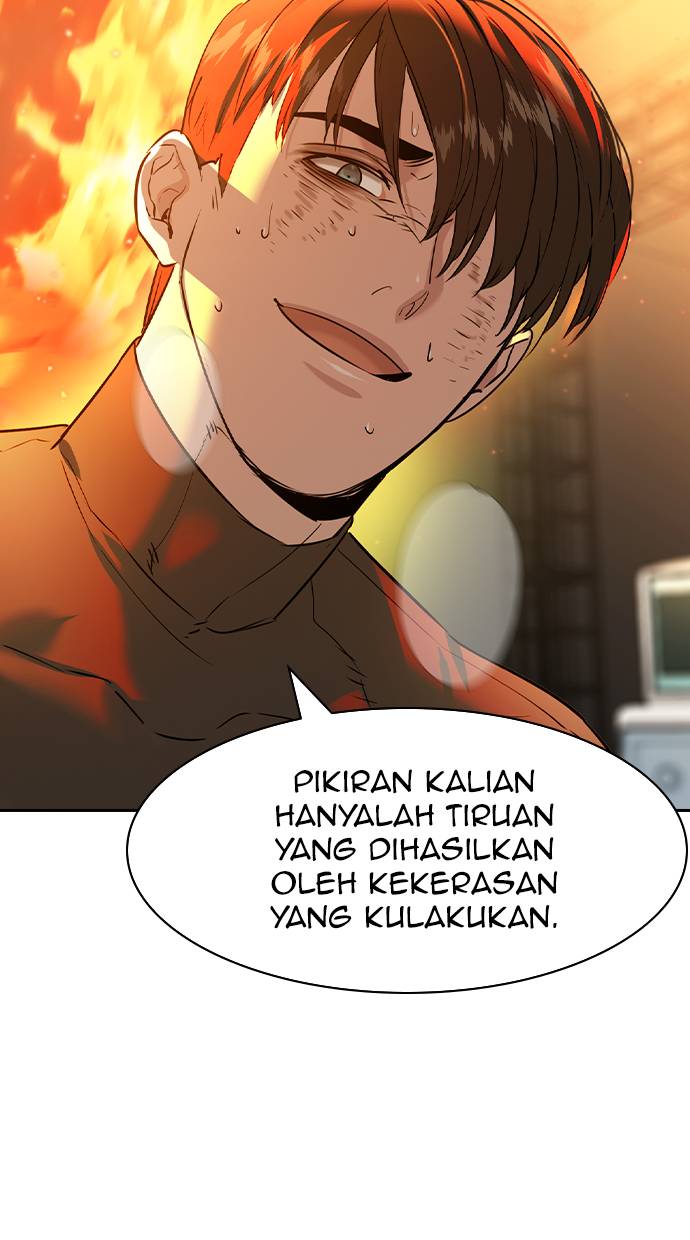 PIKIRAN KALIAN
HANYALAH TIRUAN
YANG DIHASILKAN
OLEH KEKERASAN
YANG KULAKUKAN.